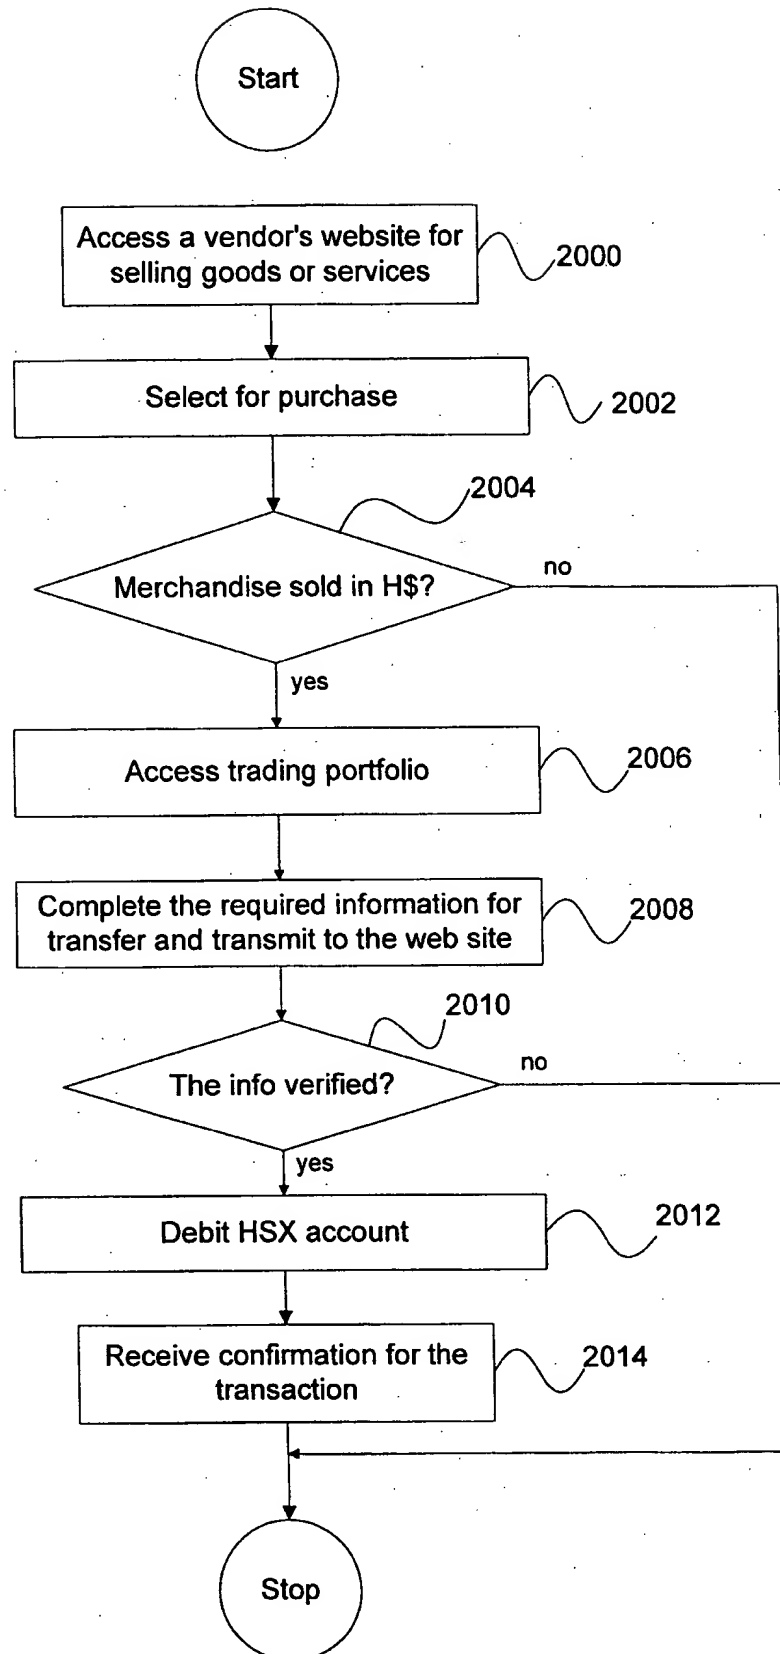 Start
Access a vendor's website for
selling goods or services
2000
Select for purchase
2002
2004
Merchandise sold in H$?
no
yes
Access trading portfolio
2006
Complete the required information for
transfer and transmit to the web site
2008
2010
The info verified?
no
yes
Debit HSX account
2012
Receive confirmation for the
transaction
2014
Stop